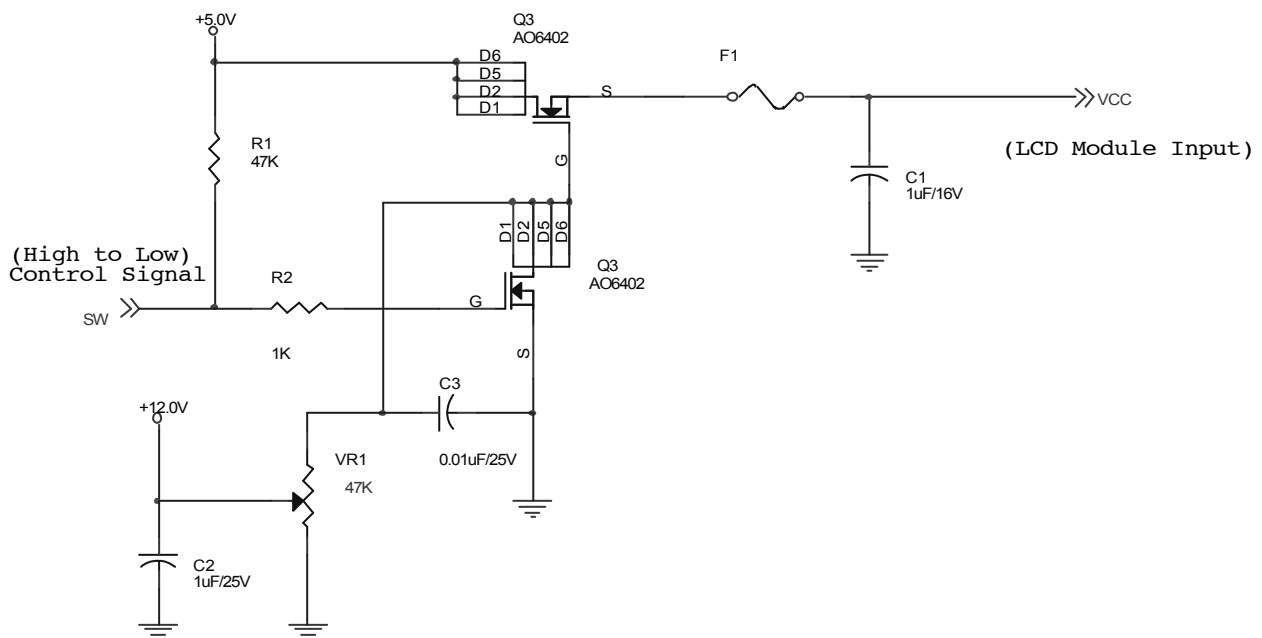 +5.0V
Q3
AO6402
F1
D6
D5
D2
D1
S
VCC
(LCD Module Input)
R1
47K
G
C1
1uF/16V
D1
D2
D5
D6
(High to Low)
Control Signal
R2
Q3
AO6402
SW
G
1K
S
C3
+12.0V
VR1
47K
0.01uF/25V
C2
1uF/25V